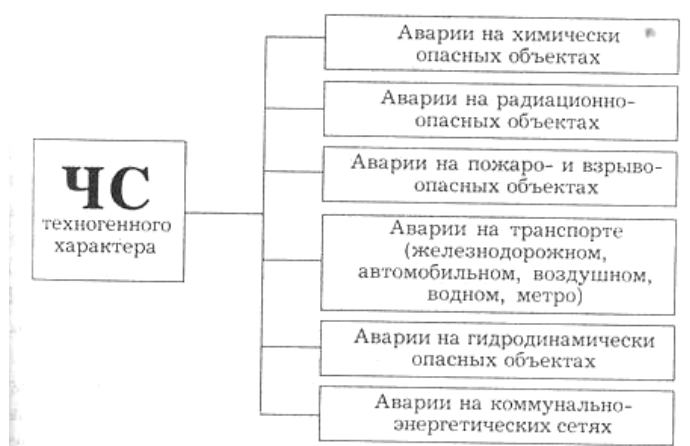 ЧС
техногенного
характера
Аварии на химически
опасных объектах
Аварии на радиационно-
опасных объектах
Аварии на пожаро- и взрыво-
опасных объектах
Аварии на транспорте
(железнодорожном,
автомобильном, воздушном,
водном, метро)
Аварии на гидродинамически
опасных объектах
Аварии на коммунально-
энергетических сетях